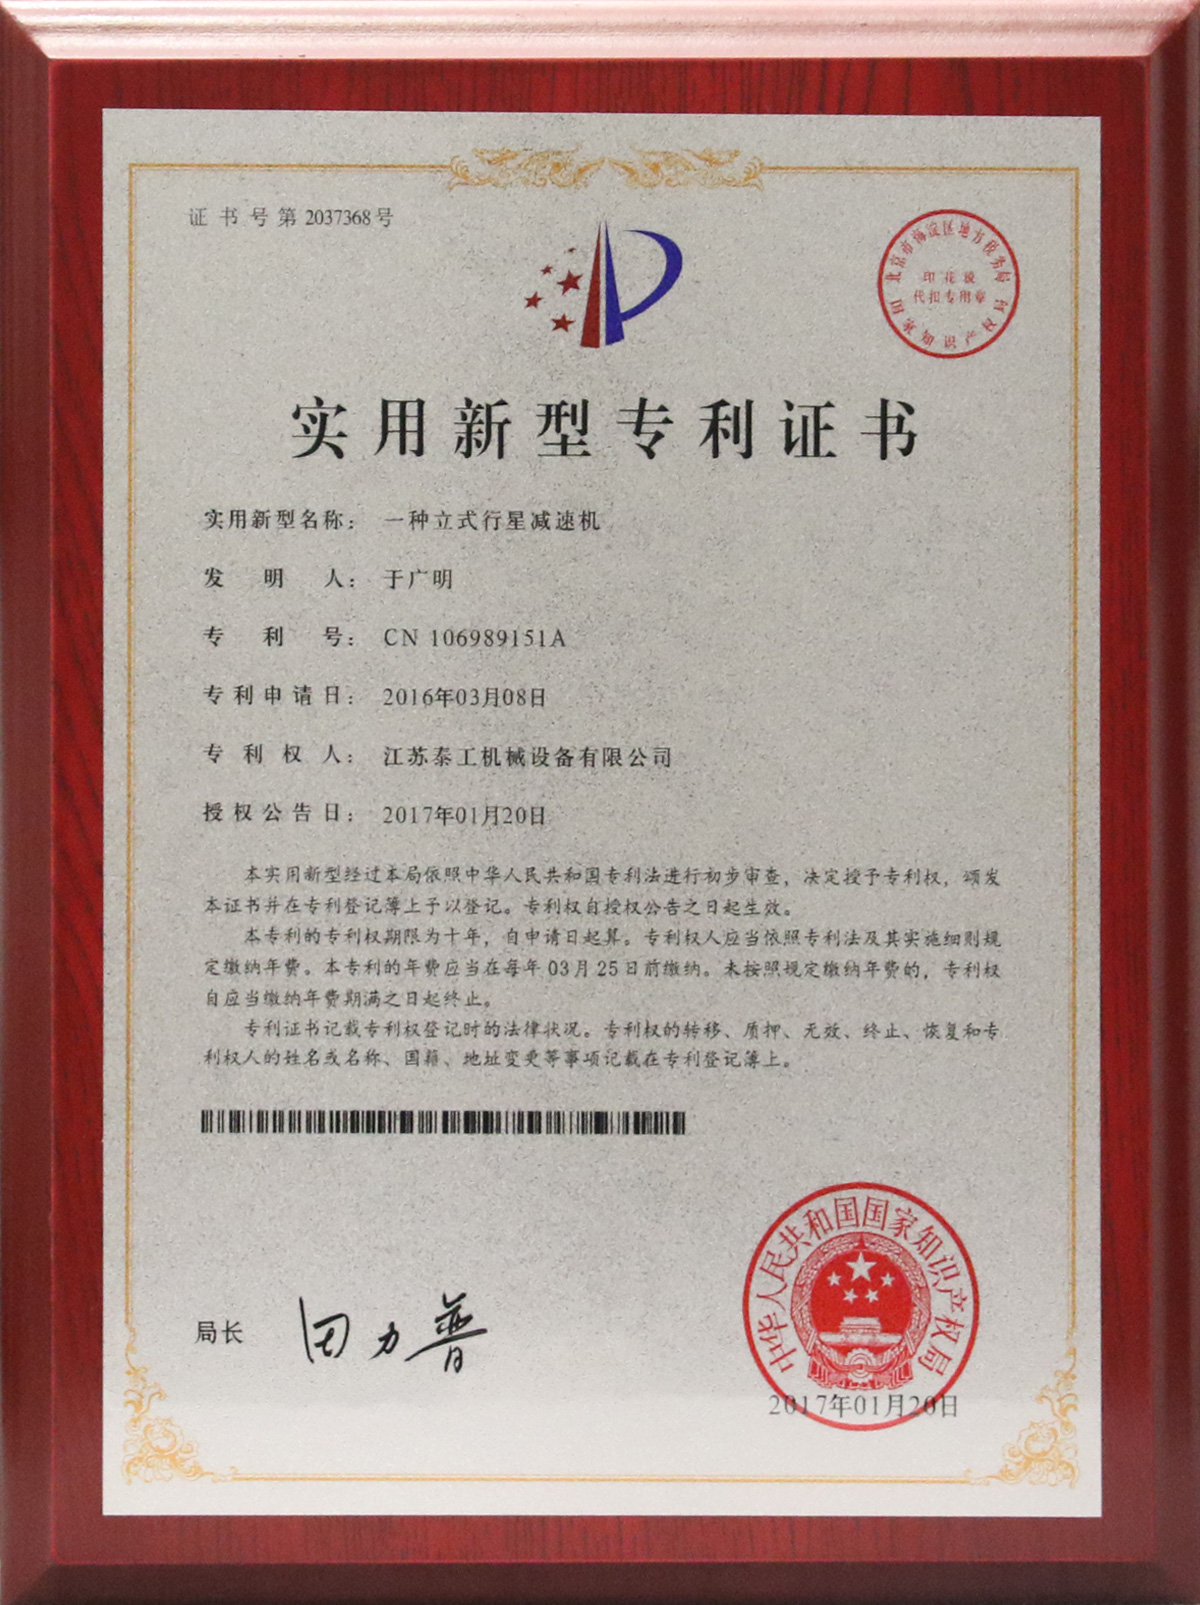 证书号第2037368号
北京市海淀区地方税务局
印花税
代扣专用章
国家知识产权局
实用新型专利证书
实用新型名称：一种立式行星减速机
发明人：于广明
专利号：CN 106989151A
专利申请日：2016年03月08日
专利权人：江苏泰工机械设备有限公司
授权公告日：2017年01月20日
本实用新型经过本局依照中华人民共和国专利法进行初步审查，决定授予专利权，颁发
本证书并在专利登记簿上予以登记。专利权自授权公告之日起生效。
本专利的专利权期限为十年，自申请日起算。专利权人应当依照专利法及其实施细则规
定缴纳年费。本专利的年费应当在每年03月25日前缴纳。未按照规定缴纳年费的，专利权
自应当缴纳年费期满之日起终止。
专利证书记载专利权登记时的法律状况。专利权的转移、质押、无效、终止、恢复和专
利权人的姓名或名称、国籍、地址变更等事项记载在专利登记簿上。
局长
田力普
中华人民共和国国家知识产权局
2017年01月20日